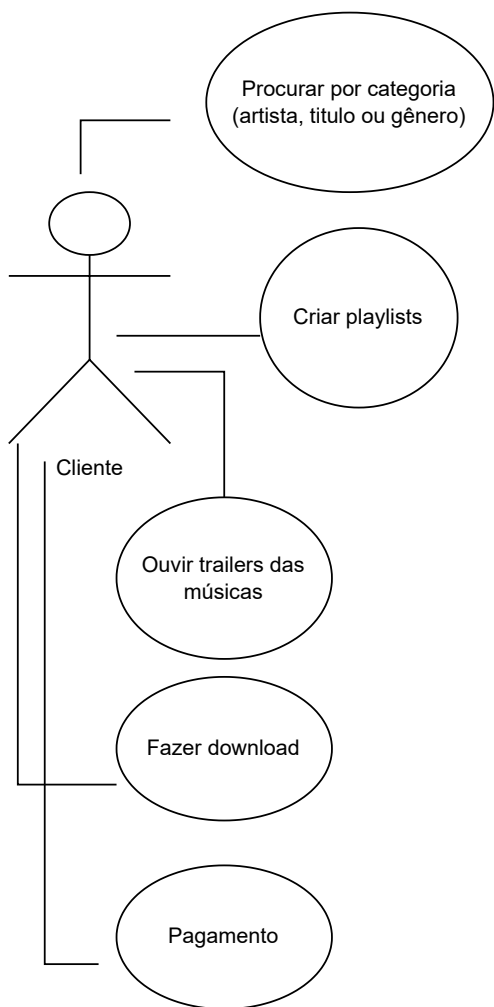 Procurar por categoria
(artista, titulo ou gênero)
Criar playlists
Cliente
Ouvir trailers das
músicas
Fazer download
Pagamento